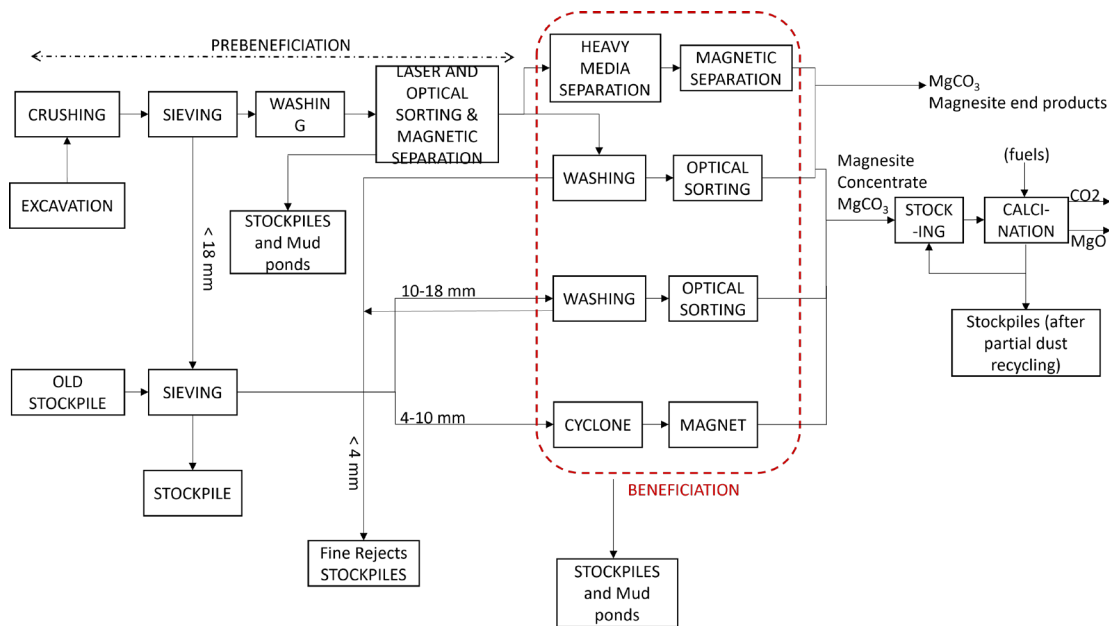 PREBENEFICIATION
HEAVY
MEDIA
SEPARATION
MAGNETIC
SEPARATION
LASER AND
OPTICAL
SORTING &
MAGNETIC
SEPARATION
MgCO3
Magnesite end products
CRUSHING
SIEVING
WASHIN
G
EXCAVATION
WASHING
OPTICAL
SORTING
Magnesite
Concentrate
MgCO3
(fuels)
STOCK
-ING
CALCI-
NATION
CO2
MgO
STOCKPILES
and Mud
ponds
< 18 mm
10-18 mm
WASHING
OPTICAL
SORTING
Stockpiles (after
partial dust
recycling)
OLD
STOCKPILE
SIEVING
4-10 mm
CYCLONE
MAGNET
< 4 mm
STOCKPILE
BENEFICIATION
Fine Rejects
STOCKPILES
STOCKPILES
and Mud
ponds